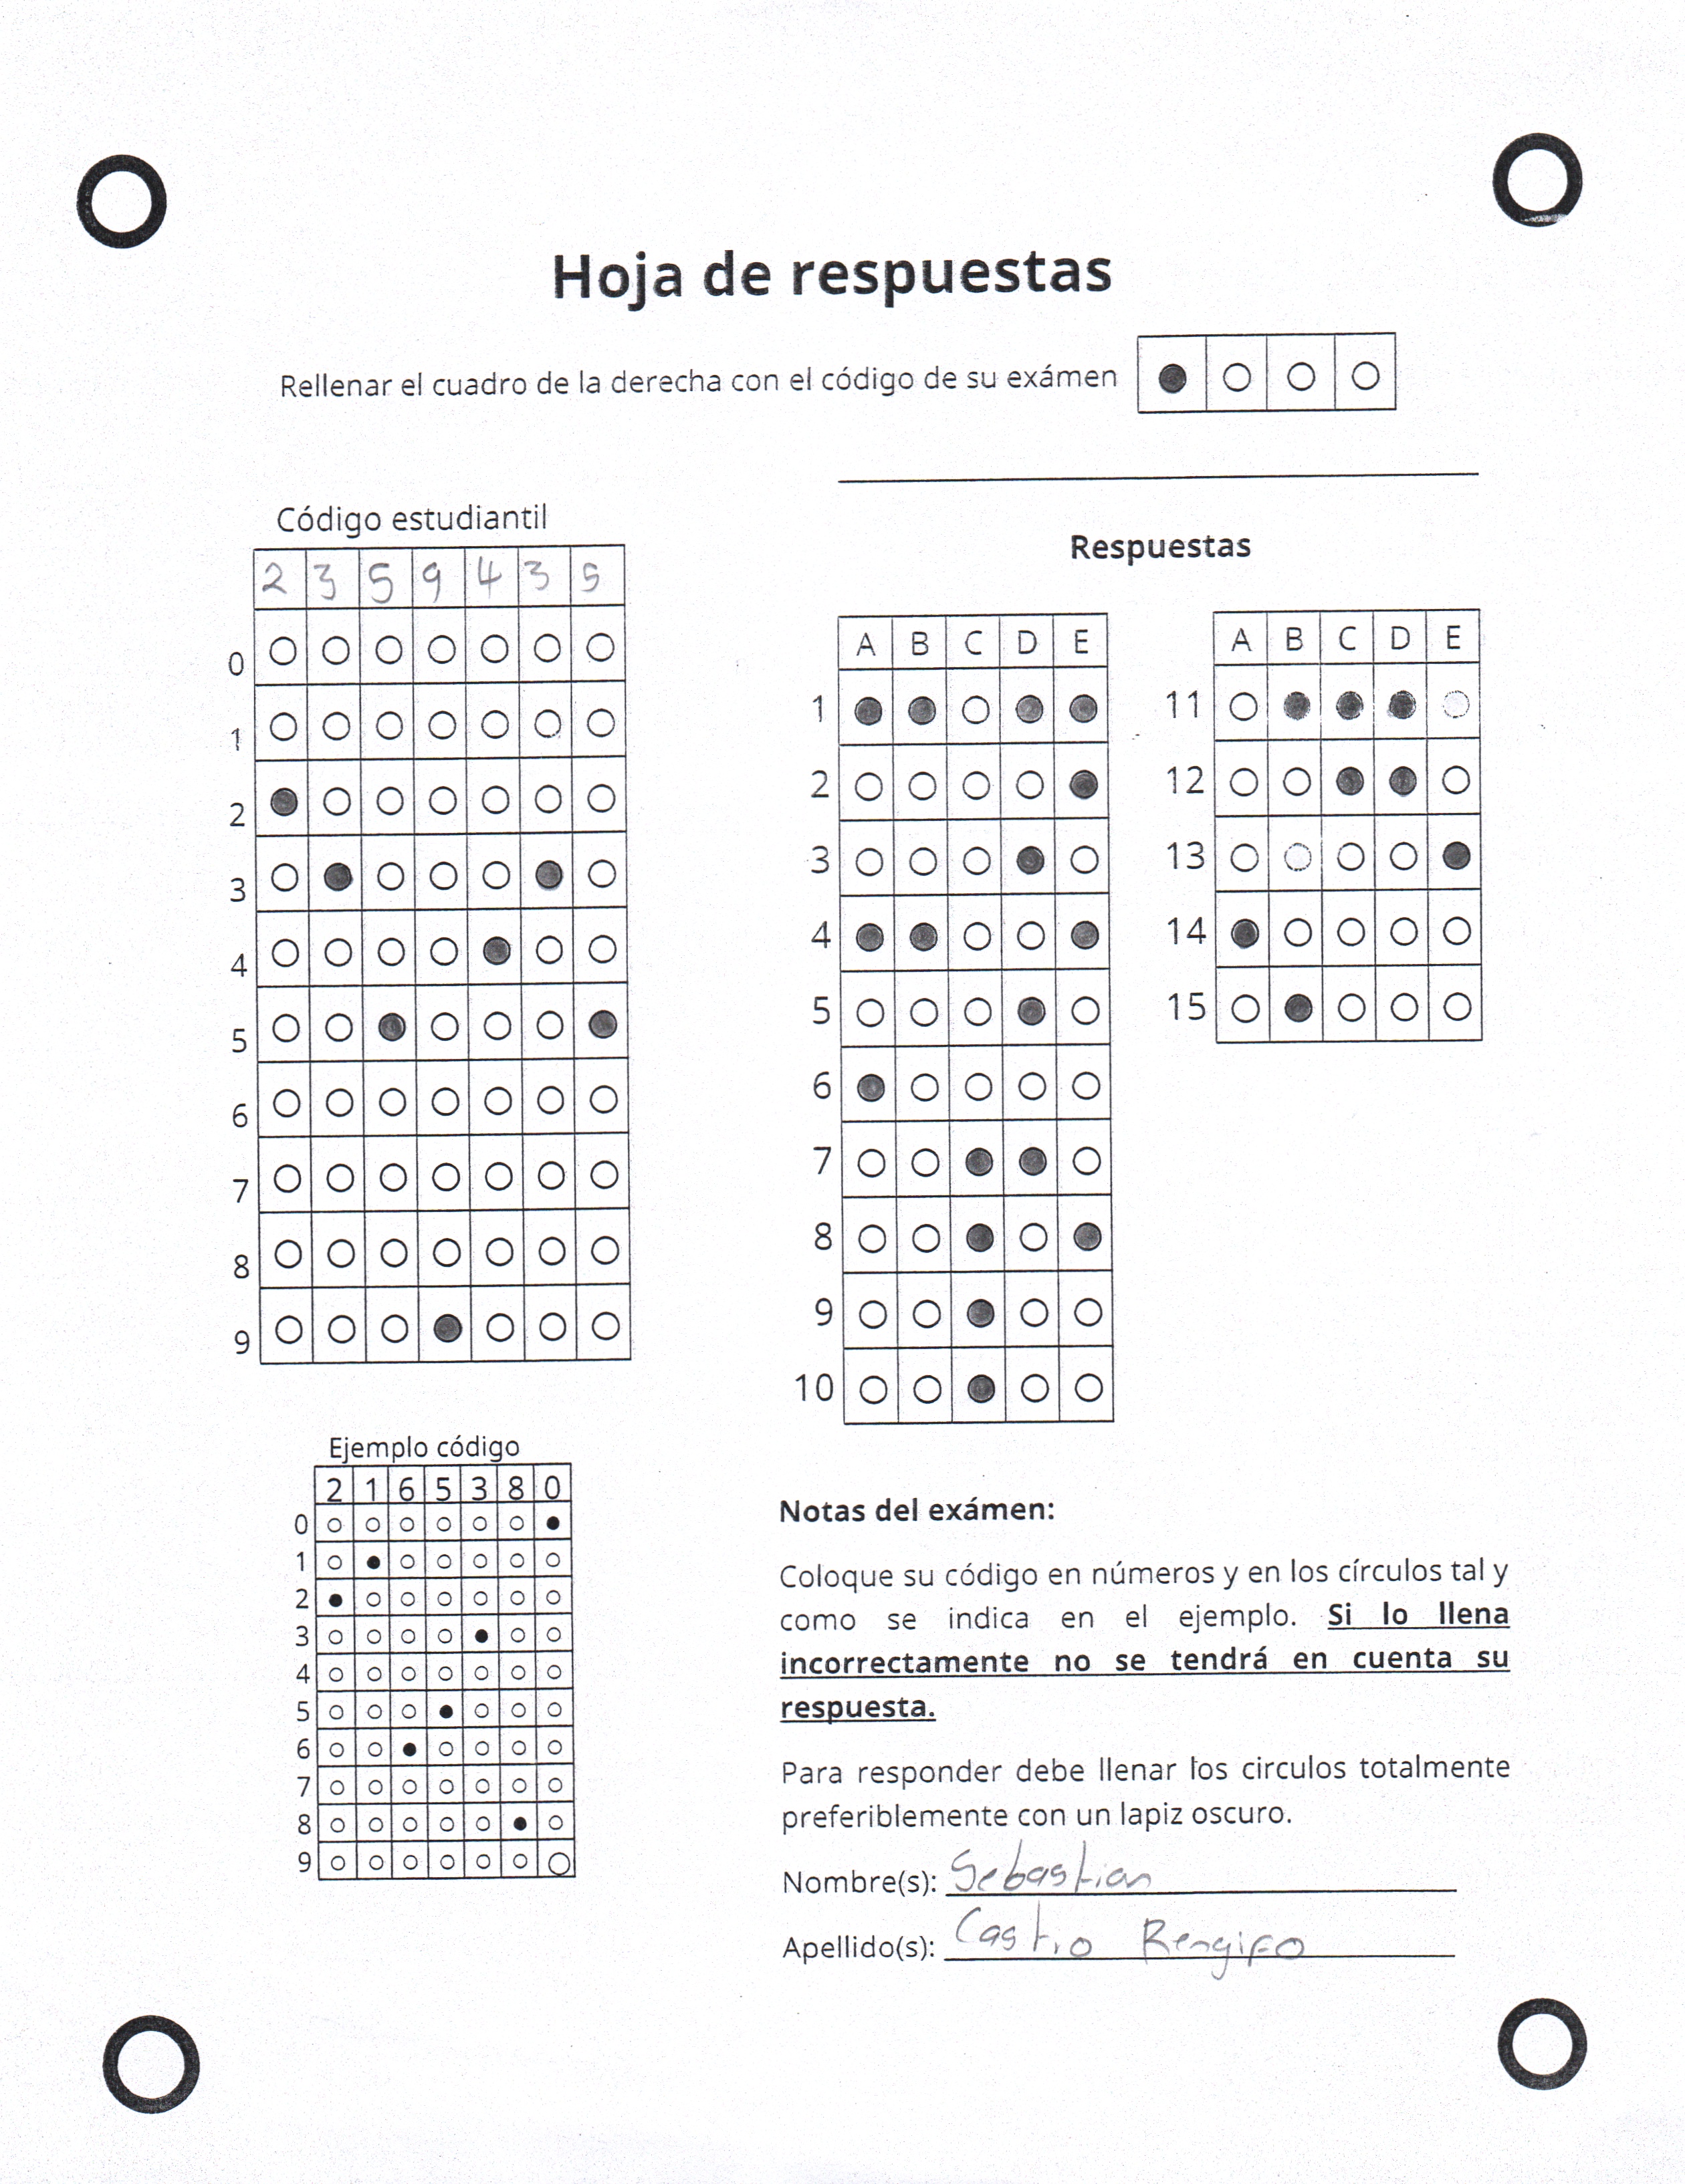 Hoja de respuestas
Rellenar el cuadro de la derecha con el código de su exámen
Código estudiantil
2 3 5 9 4 3 5
0
1
2
3
4
5
6
7
8
9
Respuestas
A B C D E
1
2
3
4
5
6
7
8
9
10
A B C D E
11
12
13
14
15
Ejemplo código
2 1 6 5 3 8 0
0
1
2
3
4
5
6
7
8
9
Notas del exámen:
Coloque su código en números y en los círculos tal y
como se indica en el ejemplo. Si lo llena
incorrectamente no se tendrá en cuenta su
respuesta.
Para responder debe llenar los circulos totalmente
preferiblemente con un lapiz oscuro.
Nombre(s): Sebastian
Apellido(s): Castro Rengifo